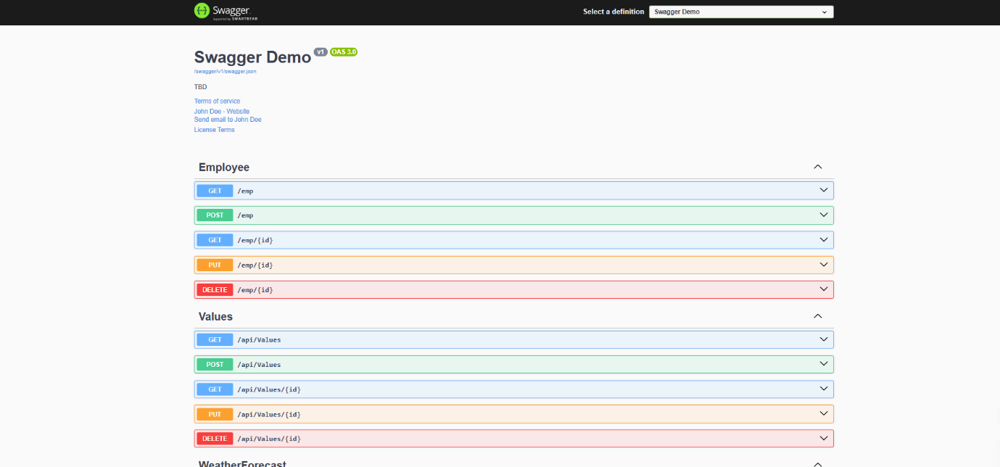 Swagger.
Supported by SMARTBEAR
Select a definition
Swagger Demo
Swagger Demo v1 OAS 3.0
/swagger/v1/swagger.json
TBD
Terms of service
John Doe - Website
Send email to John Doe
License Terms
Employee
GET /emp
POST /emp
GET /emp/{id}
PUT /emp/{id}
DELETE /emp/{id}
Values
GET /api/Values
POST /api/Values
GET /api/Values/{id}
PUT /api/Values/{id}
DELETE /api/Values/{id}
WeatherForecast